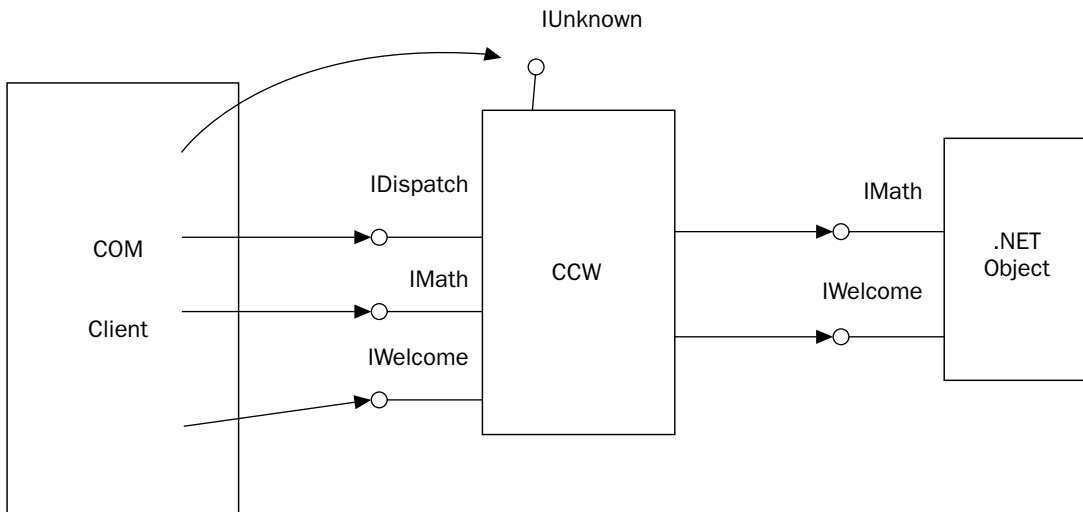 IUnknown
IDispatch
IMath
IMath
.NET
Object
COM
CCW
IWelcome
Client
IWelcome